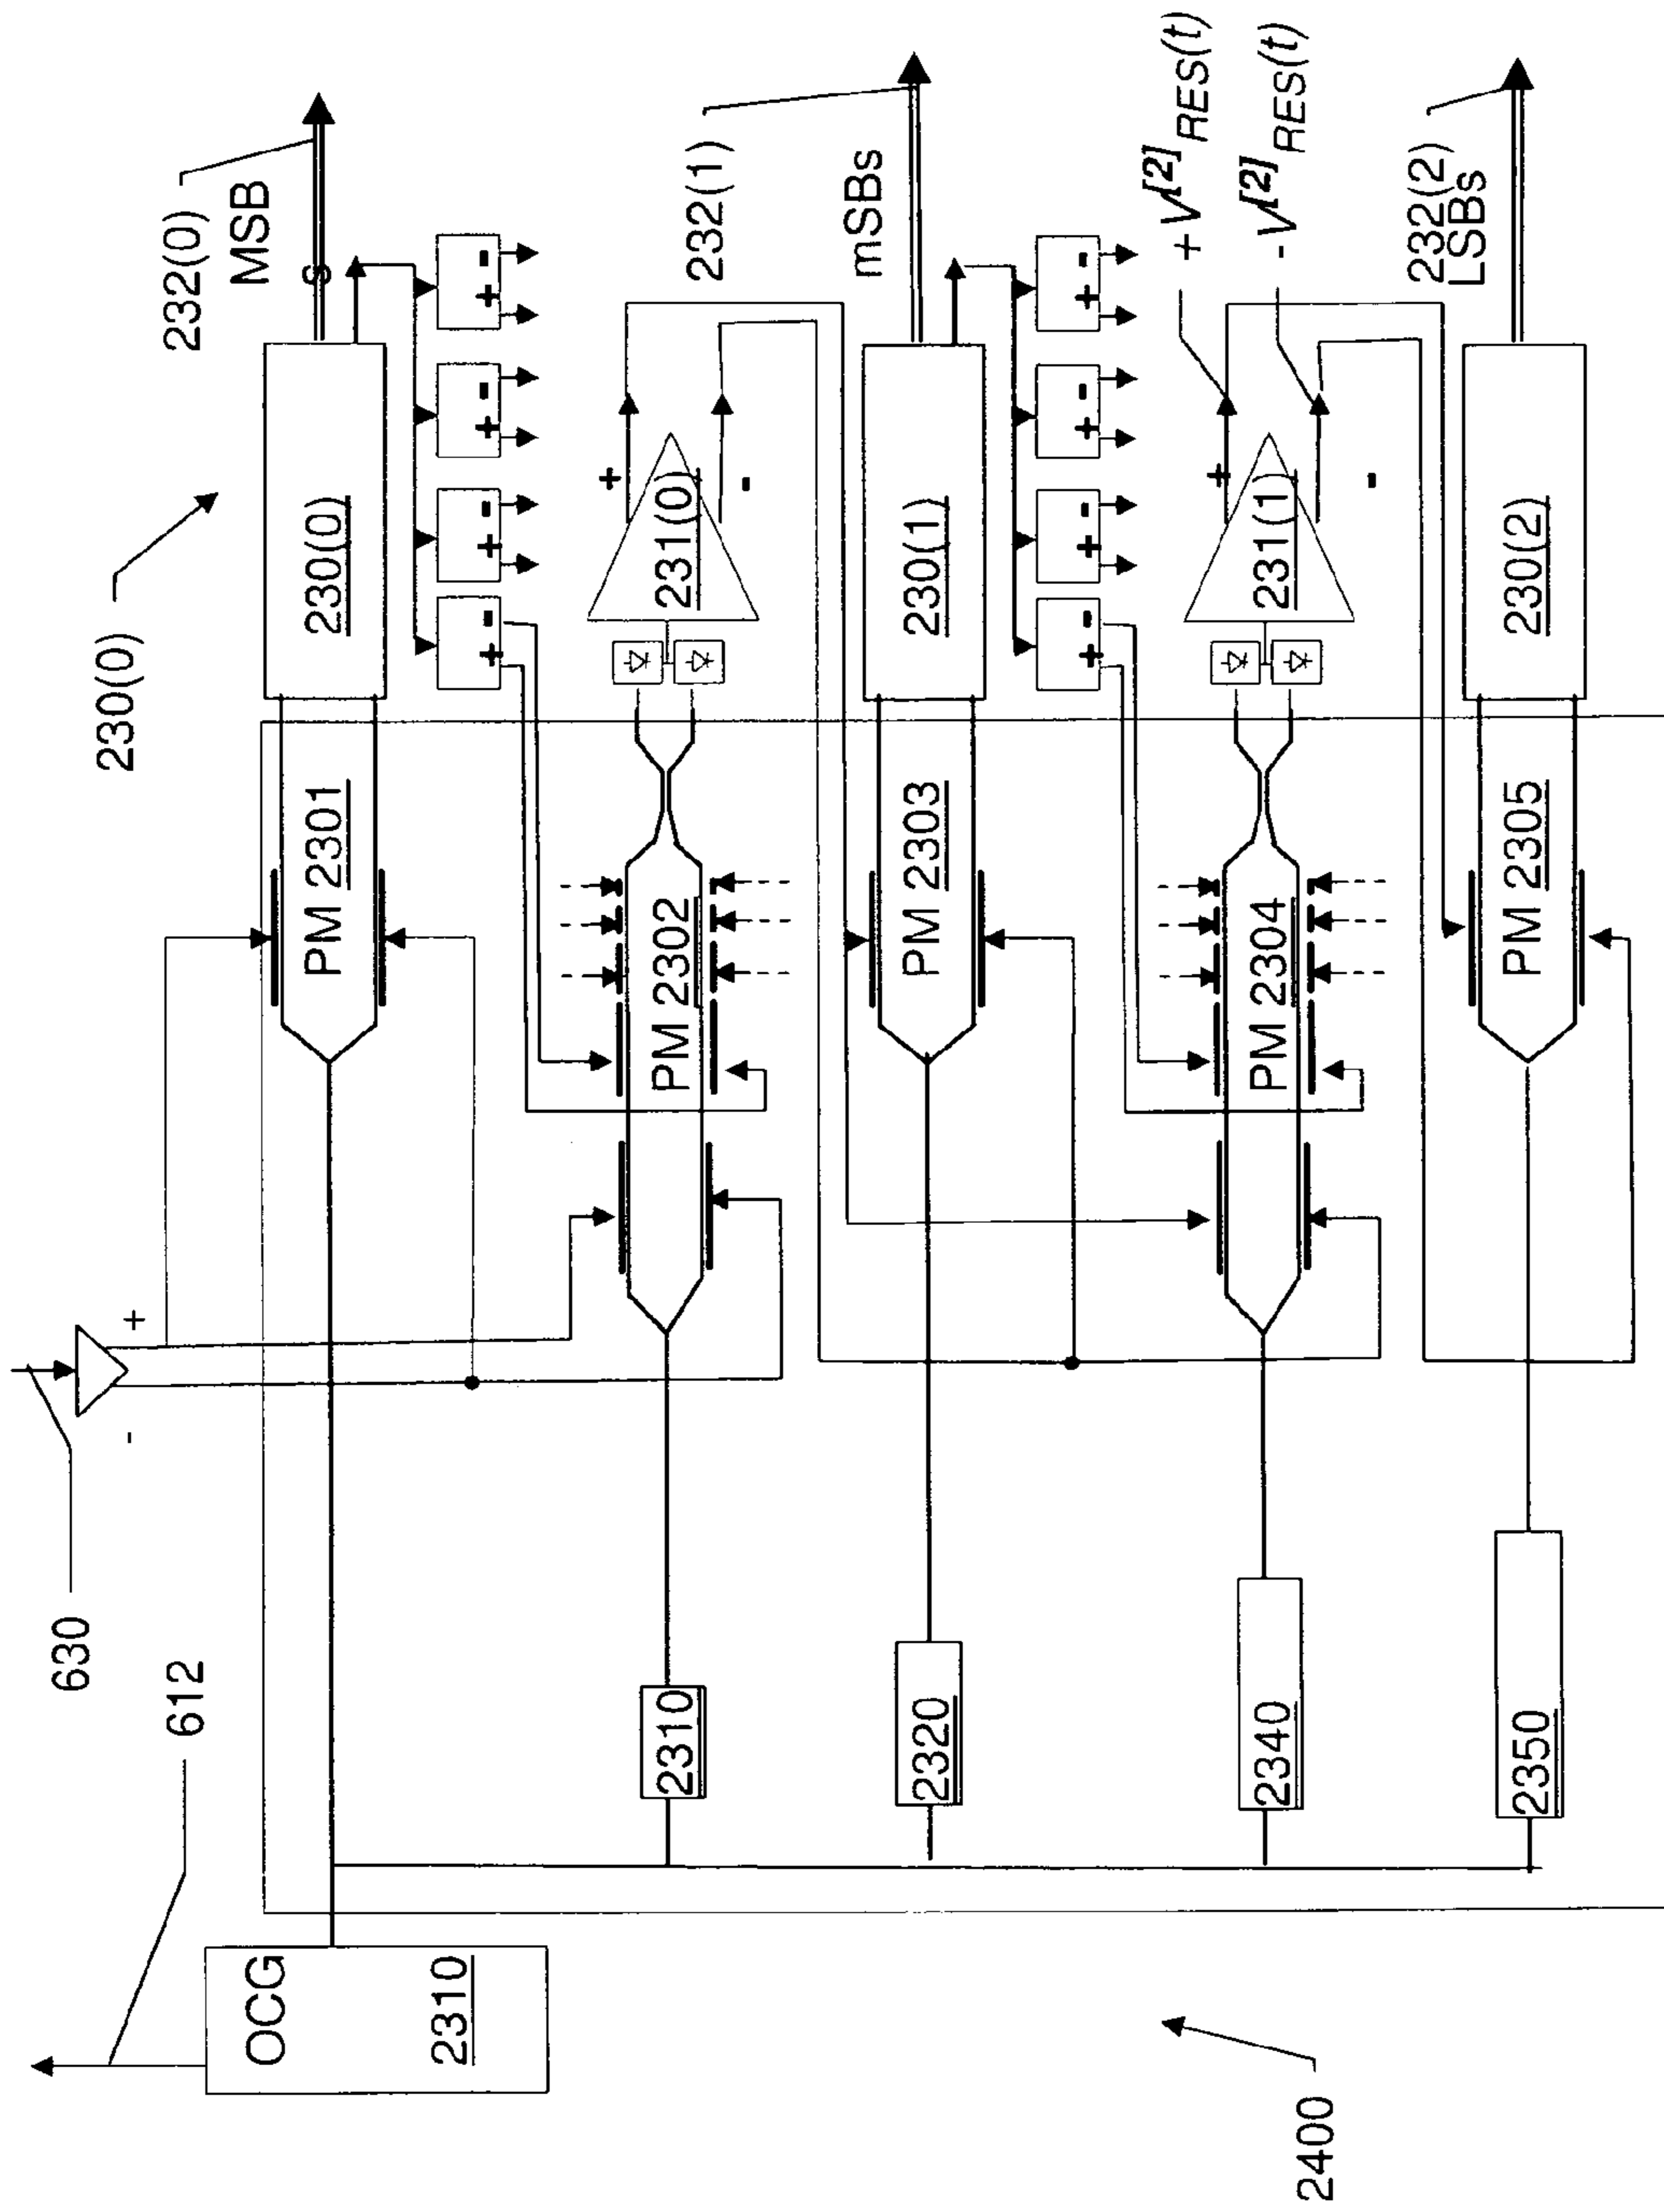 630
612
OCG
2310
2400
+
-
230(0)
232(0)
MSB
s
PM 2301
230(0)
+ -
+ -
+ -
+ -
2310
PM 2302
231(0)
+
-
232(1)
mSBs
2320
PM 2303
230(1)
+ -
+ -
+ -
+ -
2340
PM 2304
231(1)
+
-
+V[2]RES(t)
-V[2]RES(t)
232(2)
LSBs
2350
PM 2305
230(2)